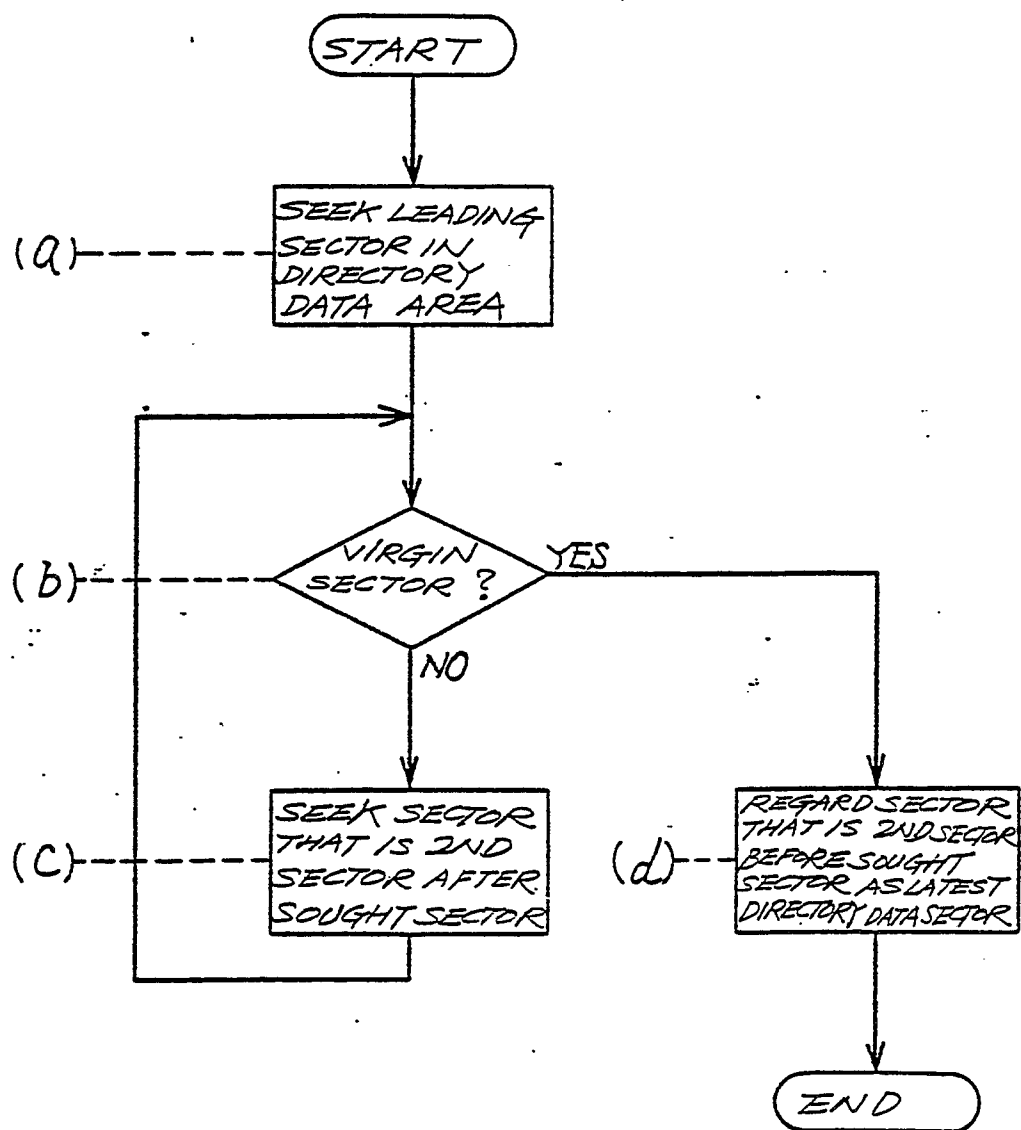 START
(a)
SEEK LEADING
SECTOR IN
DIRECTORY
DATA AREA
(b)
VIRGIN
SECTOR ?
YES
NO
(c)
SEEK SECTOR
THAT IS 2ND
SECTOR AFTER
SOUGHT SECTOR
(d)
REGARD SECTOR
THAT IS 2ND SECTOR
BEFORE SOUGHT
SECTOR AS LATEST
DIRECTORY DATA SECTOR
END